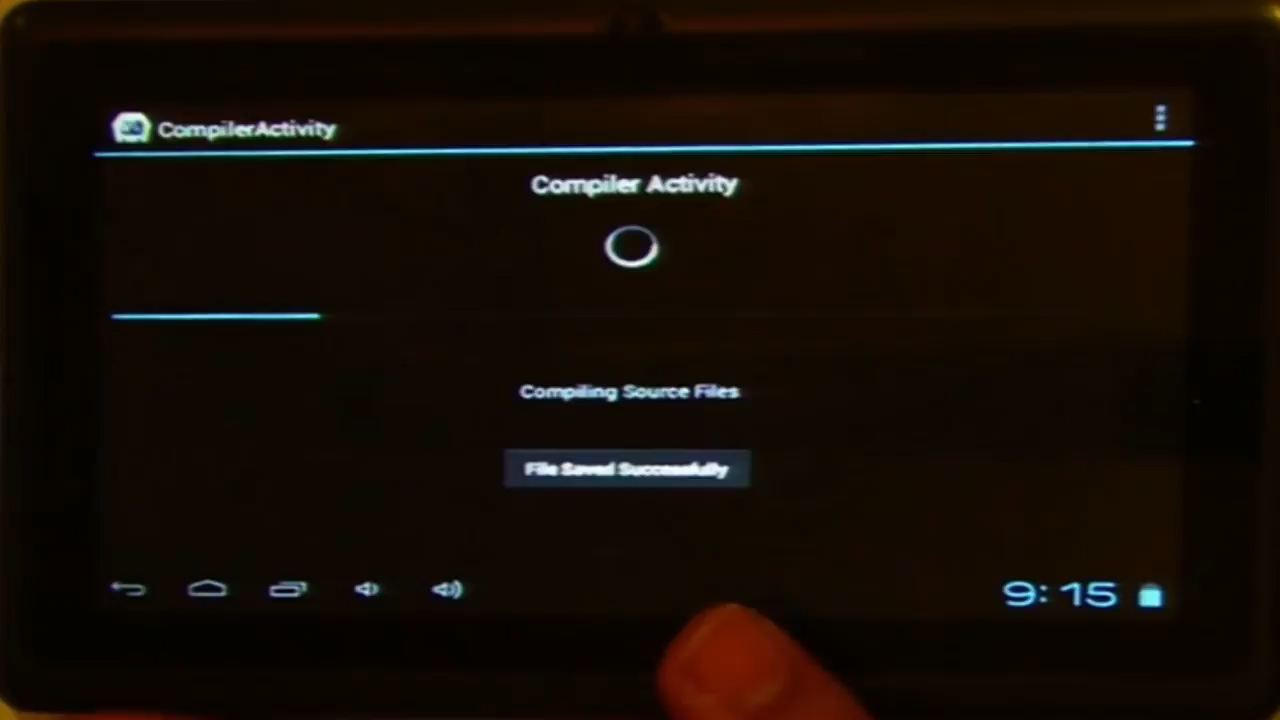 CompilerActivity
Compiler Activity
Compiling Source Files
File Saved Successfully
9:15